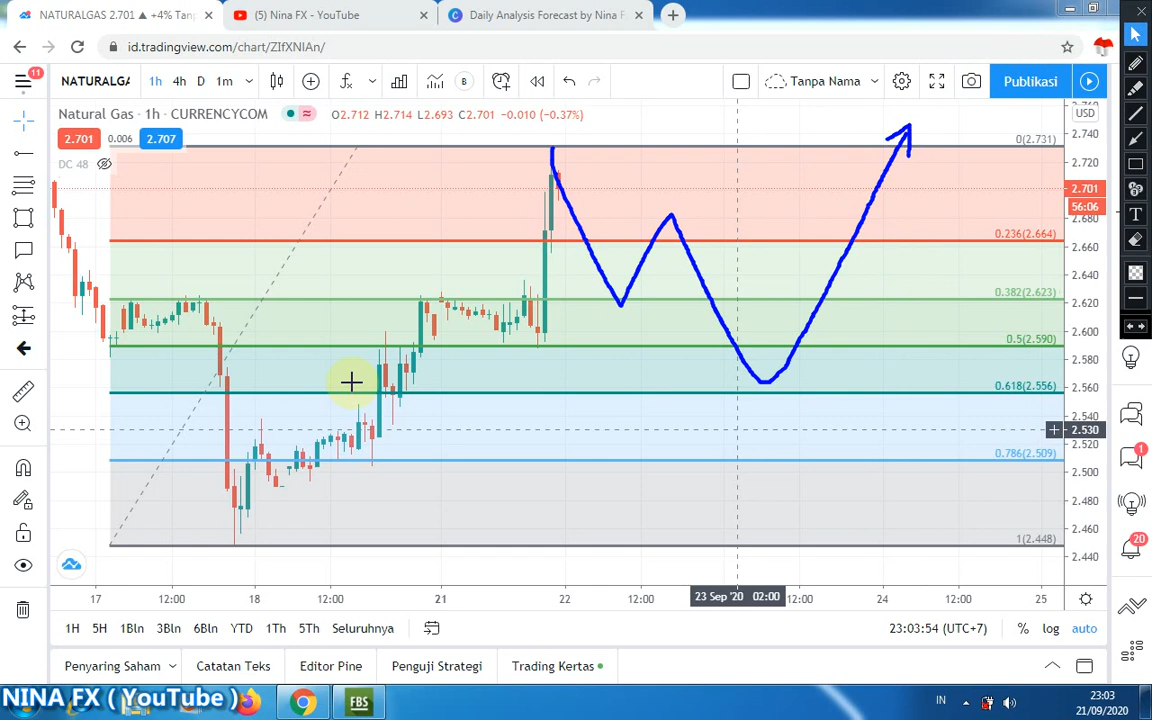 NATURALGAS 2.701 ▲ +4% Tanp
(5) Nina FX - YouTube
Daily Analysis Forecast by Nina F
id.tradingview.com/chart/ZIfXNIAn/
11
NATURALGA
1h
4h
D
1m
B
Tanpa Nama
Publikasi
Natural Gas · 1h · CURRENCYCOM
O2.712 H2.714 L2.693 C2.701 -0.010 (-0.37%)
USD
2.701
0.006
2.707
DC 48
0(2.731)
0.236(2.664)
0.382(2.623)
0.5(2.590)
0.618(2.556)
0.786(2.509)
1(2.448)
2.740
2.720
2.701
56:06
2.680
2.660
2.640
2.620
2.600
2.580
2.560
2.540
2.530
2.520
2.500
2.480
2.460
2.440
T
1
20
17
12:00
18
12:00
21
22
12:00
23 Sep '20 02:00
12:00
24
12:00
25
1H
5H
1Bln
3Bln
6Bln
YTD
1Th
5Th
Seluruhnya
23:03:54 (UTC+7)
%
log
auto
Penyaring Saham
Catatan Teks
Editor Pine
Penguji Strategi
Trading Kertas
NINA FX ( YouTube )
FBS
IN
23:03
21/09/2020